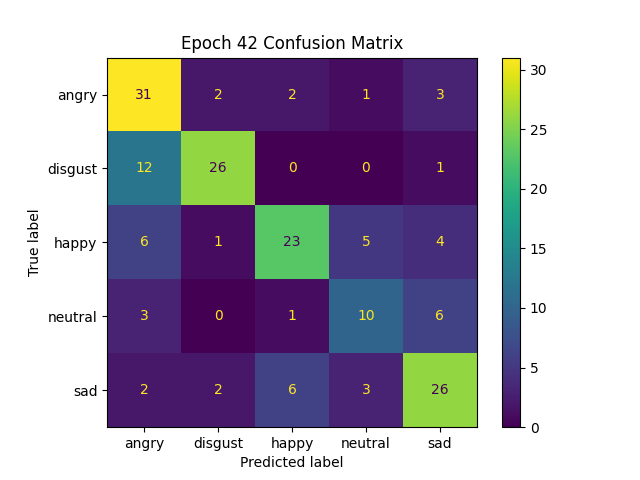 Epoch 42 Confusion Matrix
True label
angry 31 2 2 1 3
disgust 12 26 0 0 1
happy 6 1 23 5 4
neutral 3 0 1 10 6
sad 2 2 6 3 26
angry disgust happy neutral sad
Predicted label
30
25
20
15
10
5
0